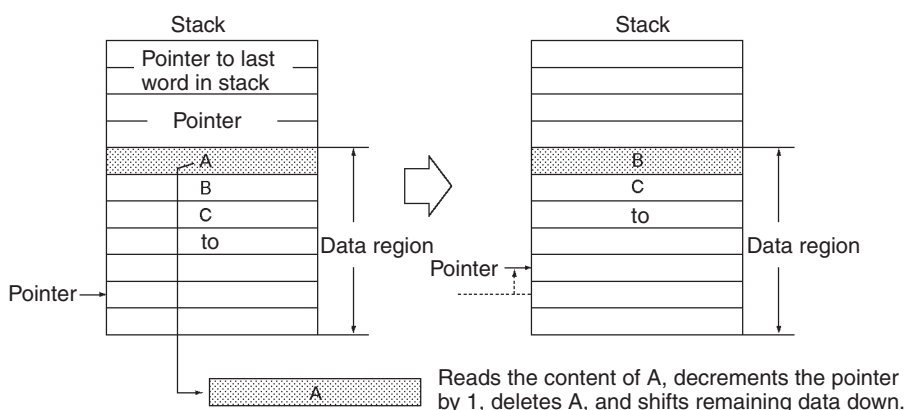 Stack
Pointer to last
word in stack
Pointer
A
B
C
to
Data region
Pointer
A
Stack
B
C
to
Data region
Pointer
Reads the content of A, decrements the pointer
by 1, deletes A, and shifts remaining data down.